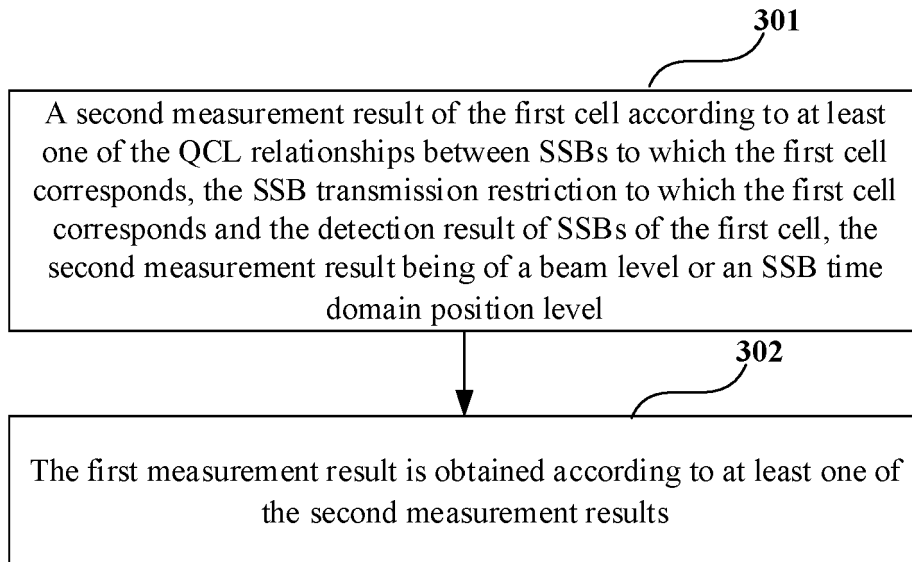 301
A second measurement result of the first cell according to at least
one of the QCL relationships between SSBs to which the first cell
corresponds, the SSB transmission restriction to which the first cell
corresponds and the detection result of SSBs of the first cell, the
second measurement result being of a beam level or an SSB time
domain position level
302
The first measurement result is obtained according to at least one of
the second measurement results